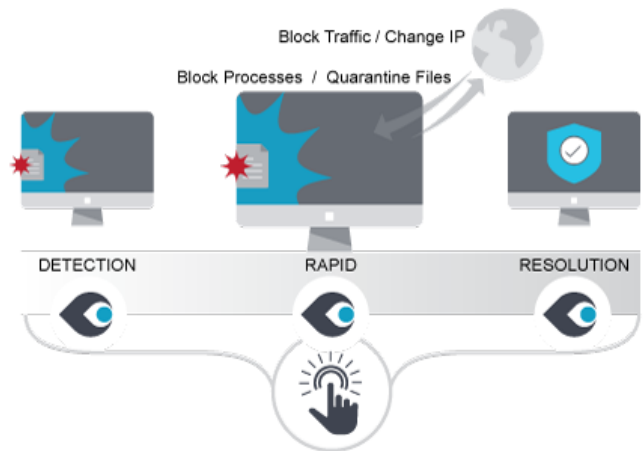 Block Traffic / Change IP
Block Processes / Quarantine Files
DETECTION
RAPID
RESOLUTION